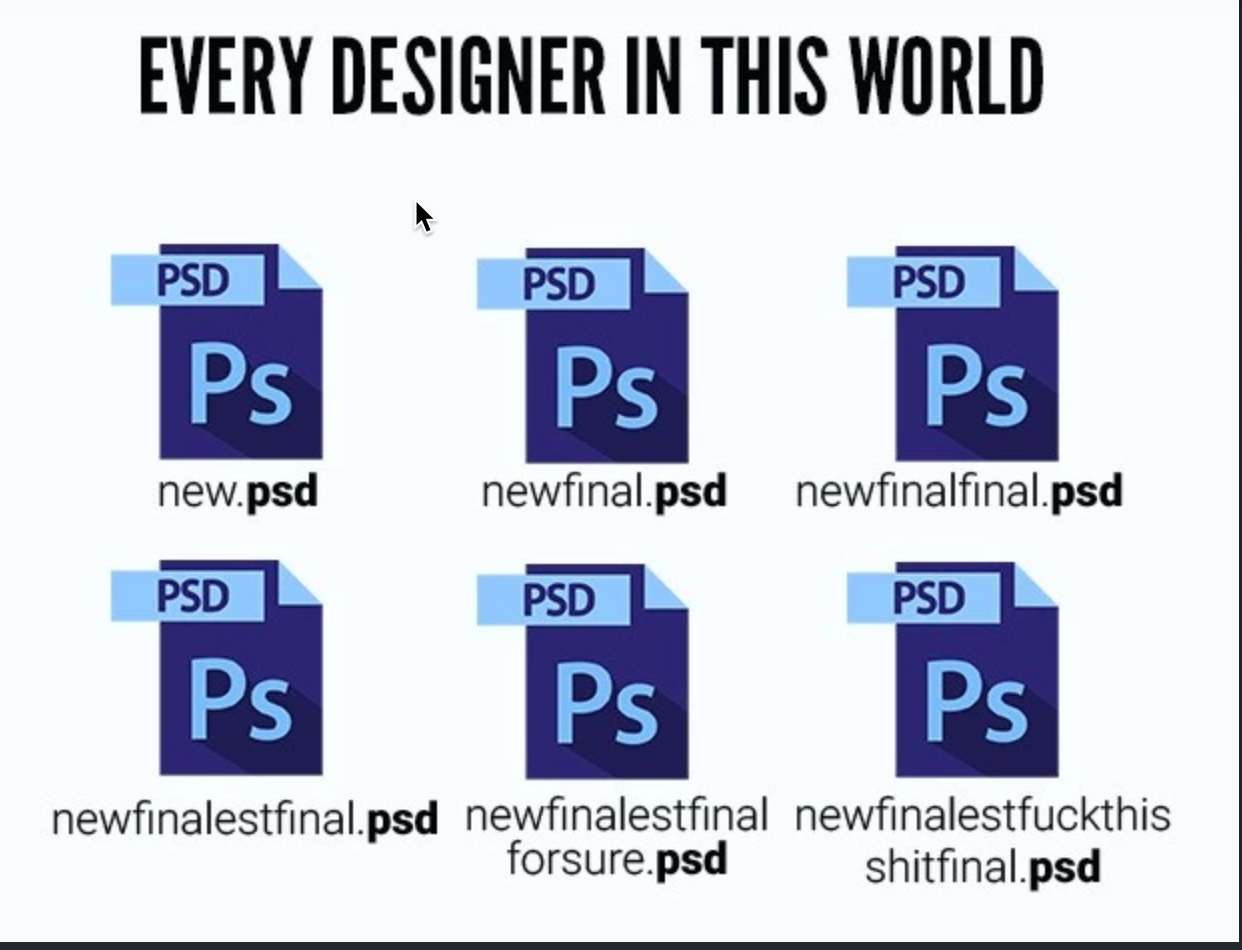 EVERY DESIGNER IN THIS WORLD
PSD
Ps
new.psd
PSD
Ps
newfinal.psd
PSD
Ps
newfinalfinal.psd
PSD
Ps
newfinalestfinal.psd
PSD
Ps
newfinalestfinal
forsure.psd
PSD
Ps
newfinalestfuckthis
shitfinal.psd